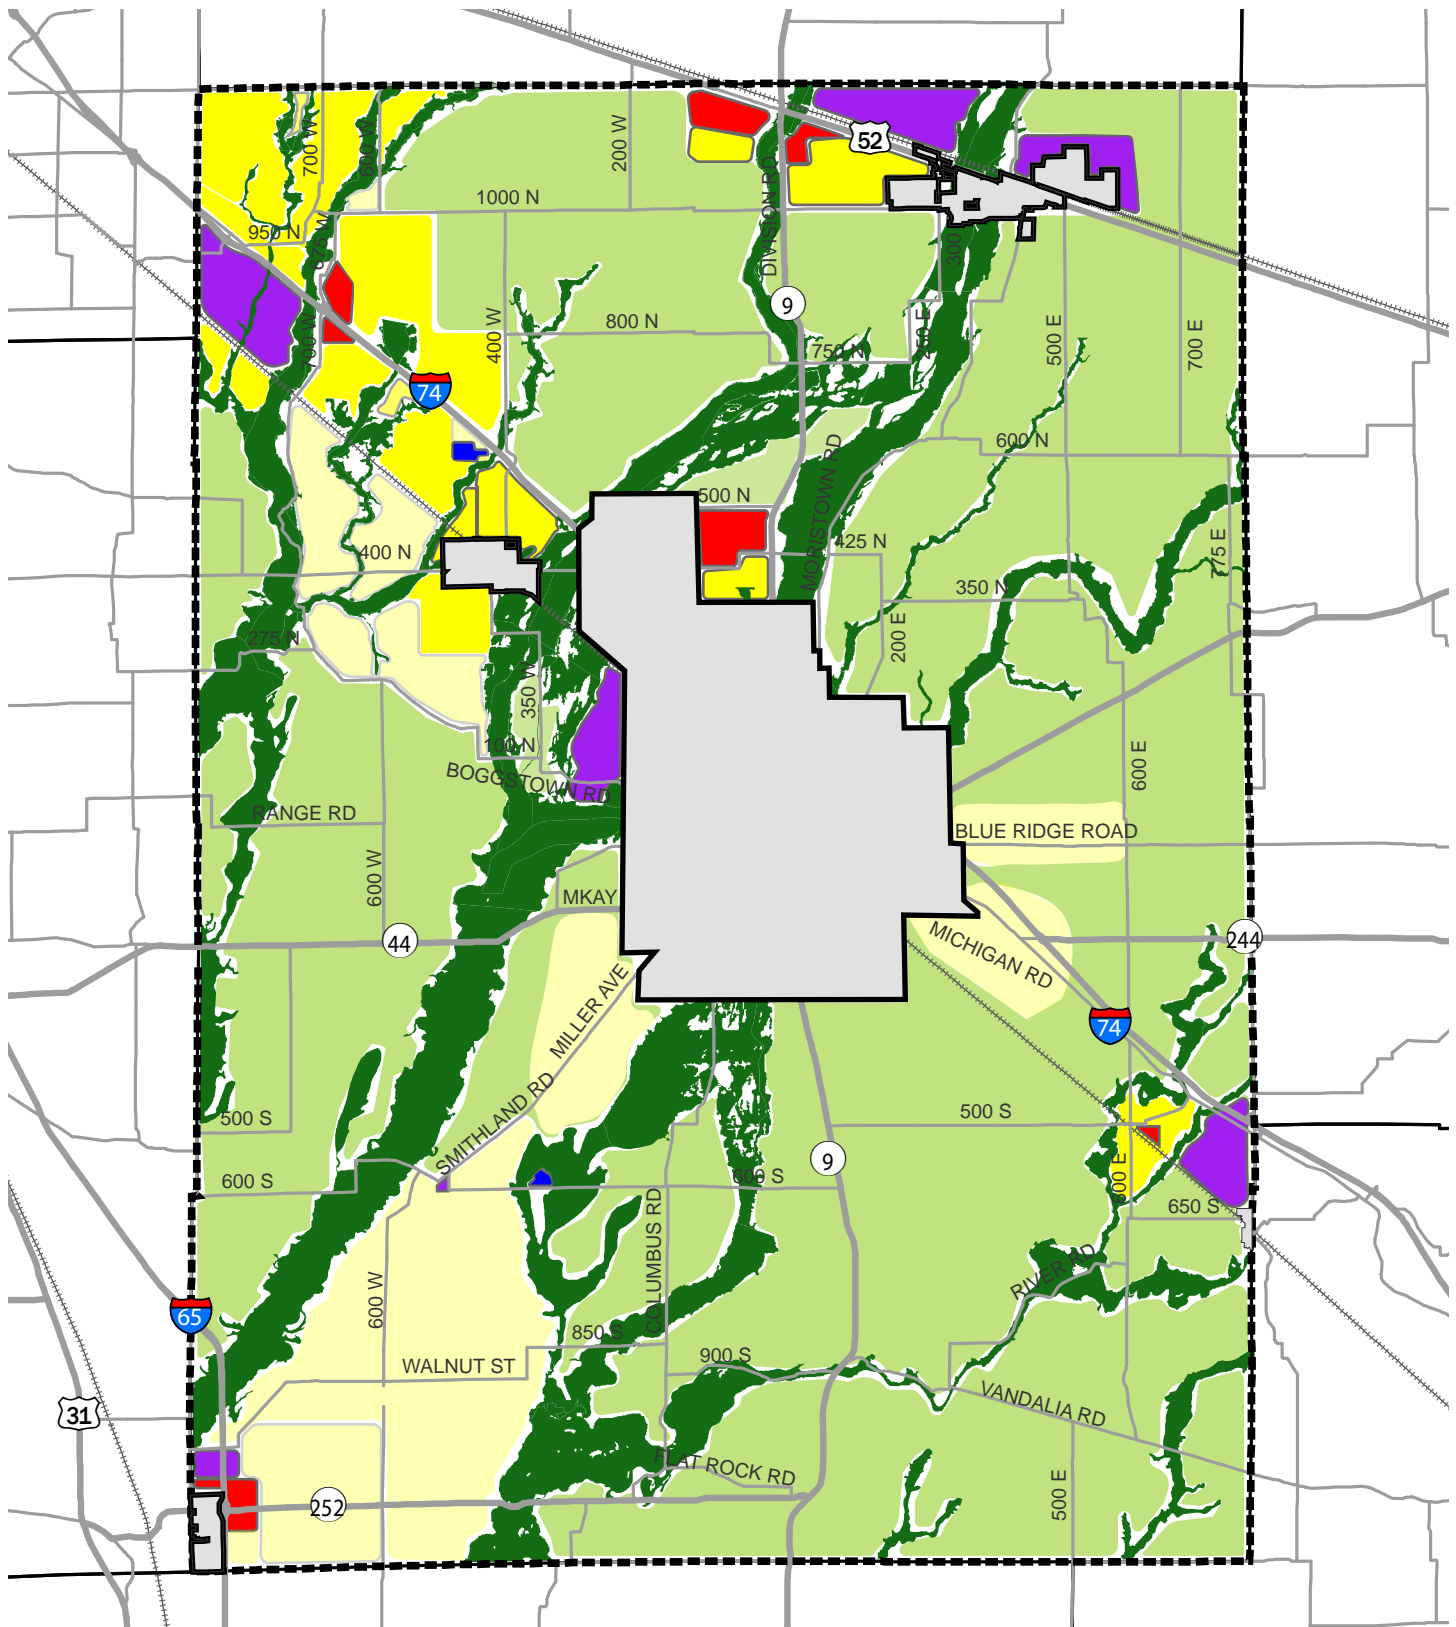 52
700 W
600 W
200 W
DIVISION RD
1000 N
950 N
675 W
300
9
400 W
800 N
250 E
500 E
700 E
700 W
750 N
74
600 N
MORISTOWN RD
500 N
400 N
425 N
775 E
350 N
200 E
275 N
350 W
100 N
BOGGSTOWN RD
600 E
RANGE RD
BLUE RIDGE ROAD
600 W
MKAY
44
MICHIGAN RD
244
MILLER AVE
74
SMITHLAND RD
500 S
500 S
9
600 S
600 S
800 E
650 S
COLUMBUS RD
RIVER RD
600 W
65
850 S
900 S
WALNUT ST
VANDALIA RD
31
FLAT ROCK RD
500 E
252